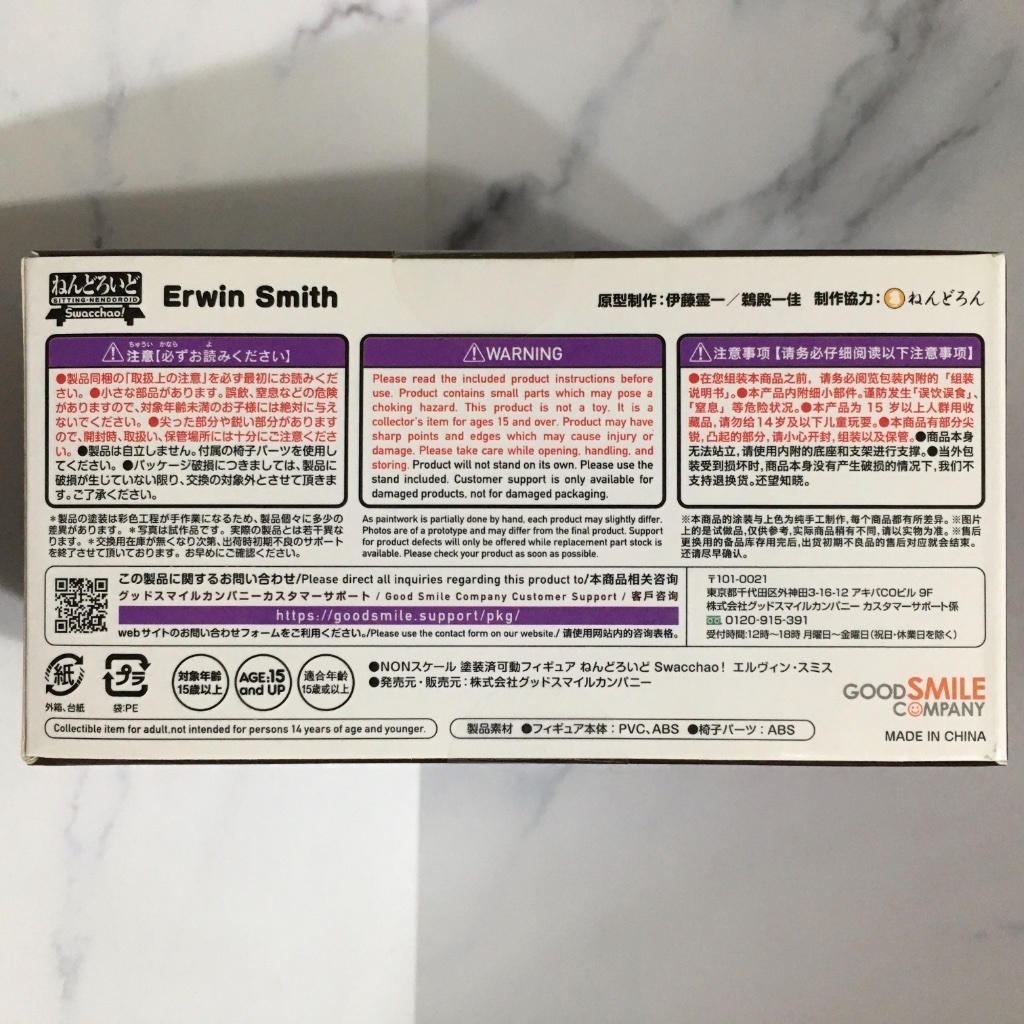 ねんどろいど
SITTING-NENDOROID
Swacchao!
Erwin Smith
原型制作：伊藤霊一／鵜殿一佳 制作協力：ねんどろん
ちゅうい かなら よ
注意【必ずお読みください】
●製品同梱の「取扱上の注意」を必ず最初にお読みくだ
さい。●小さな部品があります。誤飲、窒息などの危険
がありますので、対象年齢未満のお子様には絶対に与え
ないでください。●尖った部分や鋭い部分があります
ので、開封時、取扱い、保管場所には十分にご注意くださ
い。●製品は自立しません。付属の椅子パーツを使用し
てください。●パッケージ破損につきましては、製品に
破損が生じていない限り、交換の対象外とさせて頂きま
す。ご了承ください。
WARNING
Please read the included product instructions before
use. Product contains small parts which may pose a
choking hazard. This product is not a toy. It is a
collector's item for ages 15 and over. Product may have
sharp points and edges which may cause injury or
damage. Please take care while opening, handling, and
storing. Product will not stand on its own. Please use the
stand included. Customer support is only available for
damaged products, not for damaged packaging.
注意事项【请务必仔细阅读以下注意事项】
●在您组装本商品之前，请务必阅览包装内附的「组装
说明书」。●本产品内附细小部件。谨防发生「误饮误食、
「窒息」等危险状况。●本产品为 15 岁以上人群用收
藏品,请勿给14岁及以下儿童玩耍。●本商品有部分尖
锐,凸起的部分,请小心开封,组装以及保管。●商品本身
无法站立,请使用内附的底座和支架进行支撑。●当外包
装受到损坏时,商品本身没有产生破损的情况下,我们不
支持退换货。还望知晓。
＊製品の塗装は彩色工程が手作業になるため、製品個々に多少の
差異があります。＊写真は試作品です。実際の製品とは若干異な
ります。＊交換用在庫が無くなり次第、出荷時初期不良のサポート
を終了させて頂いております。お早めにご確認ください。
As paintwork is partially done by hand, each product may slightly differ.
Photos are of a prototype and may differ from the final product. Support
for product defects will only be offered while replacement part stock is
available. Please check your product as soon as possible.
※本商品的涂装与上色为纯手工制作,每个商品都有所差异。※图片
上的是试做品,仅供参考,实际商品稍有不同,请以实物为准。※售后
更换用的备品库存用完后,出货初期不良品的售后对应就会结束。
还请尽早确认。
この製品に関するお問い合わせ/Please direct all inquiries regarding this product to/本商品相关咨询
グッドスマイルカンパニーカスタマーサポート / Good Smile Company Customer Support / 客戶咨询
https://goodsmile.support/pkg/
webサイトのお問い合わせフォームをご利用ください。/Please use the contact form on our website./ 请使用网站内的咨询表格。
〒101-0021
東京都千代田区外神田3-16-12 アキバCOビル 9F
株式会社グッドスマイルカンパニー カスタマーサポート係
0120-915-391
受付時間:12時～18時 月曜日～金曜日(祝日・休業日を除く)
紙
外箱、台紙
プラ
袋:PE
対象年齢
15歳以上
AGE:15
and UP
適合年齡
15歲或以上
●NONスケール 塗装済可動フィギュア ねんどろいど Swacchao! エルヴィン・スミス
●発売元・販売元：株式会社グッドスマイルカンパニー
GOOD SMILE
COMPANY
Collectible item for adult.not intended for persons 14 years of age and younger.
製品素材 ●フィギュア本体：PVC、ABS ●椅子パーツ：ABS
MADE IN CHINA